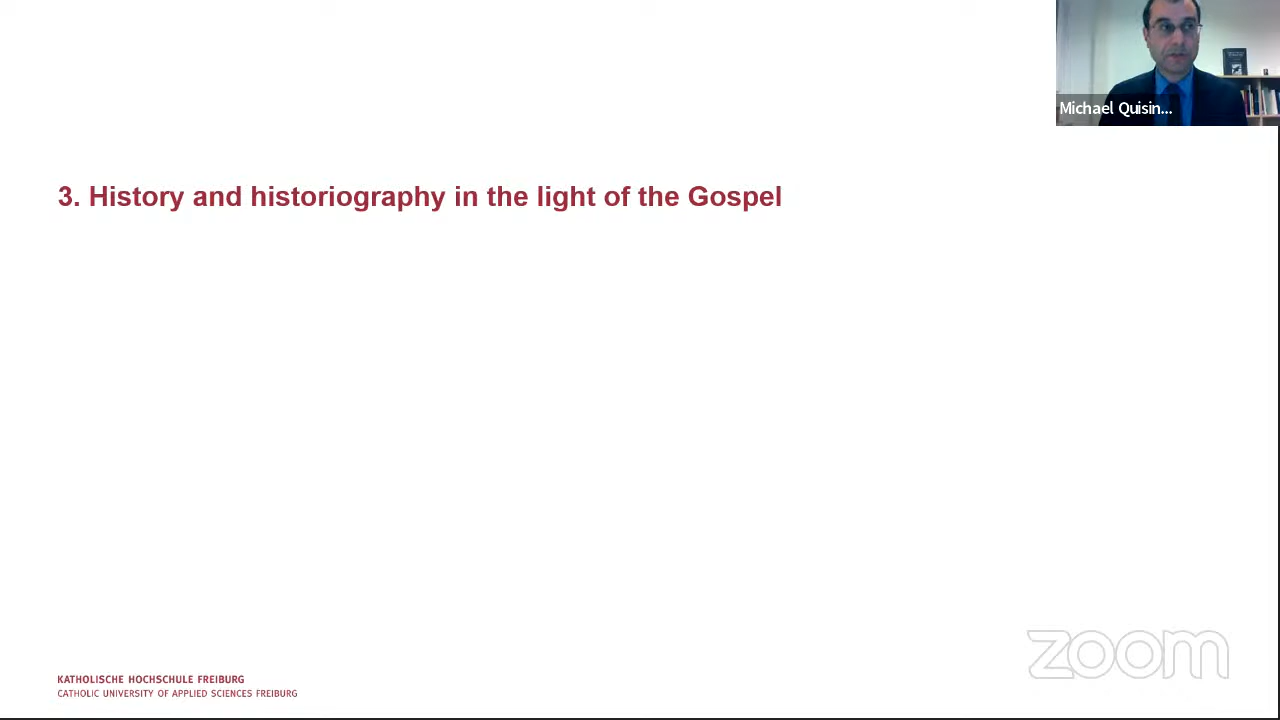 Michael Quisin...
3. History and historiography in the light of the Gospel
zoom
KATHOLISCHE HOCHSCHULE FREIBURG
CATHOLIC UNIVERSITY OF APPLIED SCIENCES FREIBURG